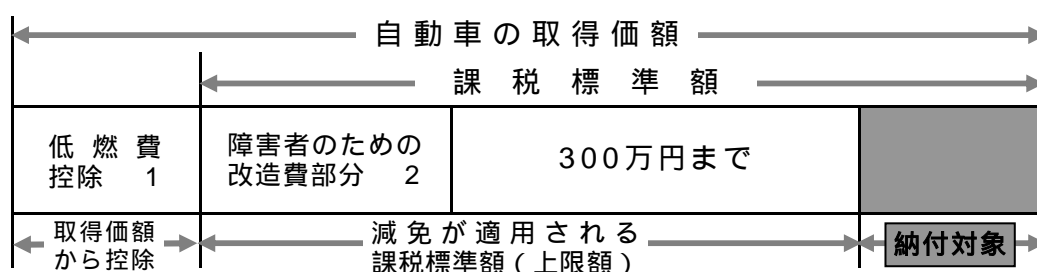 自動車の取得価額
課税標準額
低燃費
控除 1
障害者のための
改造費部分 2
300万円まで
取得価額
から控除
減免が適用される
課税標準額(上限額)
納付対象